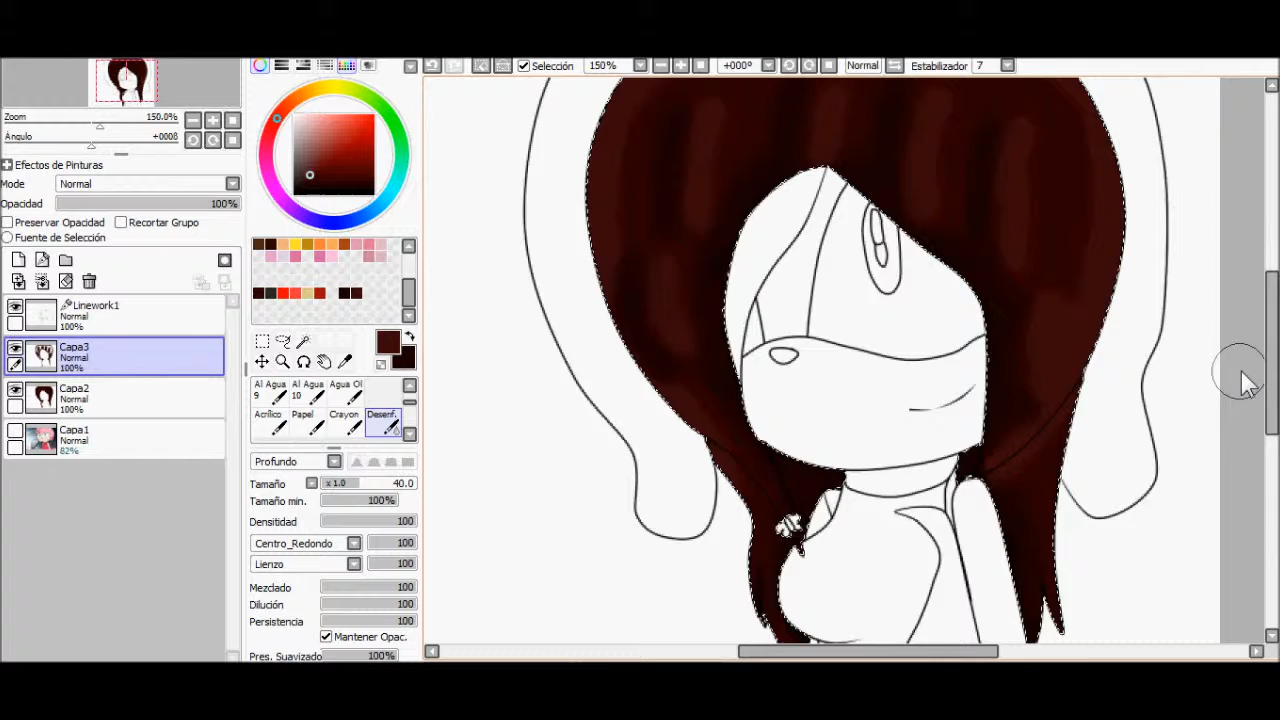 Selección 150% +000º Normal Estabilizador 7
Zoom 150.0%
Ángulo +0008
Efectos de Pinturas
Mode Normal
Opacidad 100%
Preservar Opacidad Recortar Grupo
Fuente de Selección
Linework1
Normal
100%
Capa3
Normal
100%
Capa2
Normal
100%
Capa1
Normal
82%
Al Agua 9 Al Agua 10 Agua Ol
Acrílico Papel Crayon Desenf.
Profundo
Tamaño x 1.0 40.0
Tamaño min. 100%
Densitidad 100
Centro_Redondo 100
Lienzo 100
Mezclado 100
Dilución 100
Persistencia 100
Mantener Opac.
Pres. Suavizado 100%